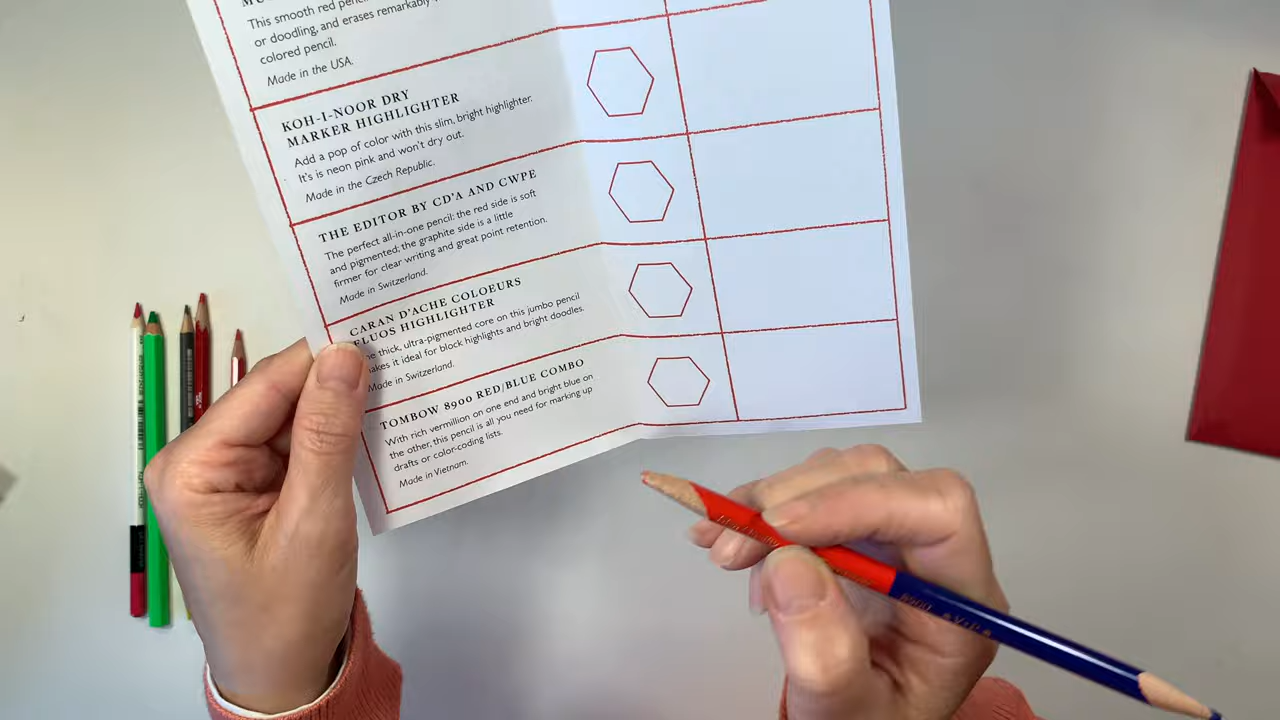 This smooth red
or doodling, and erases remarkably
colored pencil.
Made in the USA.
KOH-I-NOOR DRY
MARKER HIGHLIGHTER
Add a pop of color with this slim, bright highlighter.
It's is neon pink and won't dry out.
Made in the Czech Republic.
THE EDITOR BY CD'A AND CWPE
The perfect all-in-one pencil: the red side is soft
and pigmented; the graphite side is a little
firmer for clear writing and great point retention.
Made in Switzerland.
CARAN D'ACHE COLOEURS
FLUOS HIGHLIGHTER
thick, ultra-pigmented core on this jumbo pencil
makes it ideal for block highlights and bright doodles.
Made in Switzerland.
TOMBOW 8900 RED/BLUE COMBO
With rich vermillion on one end and bright blue on
the other, this pencil is all you need for marking up
drafts or color-coding lists.
Made in Vietnam.
8900 V.P